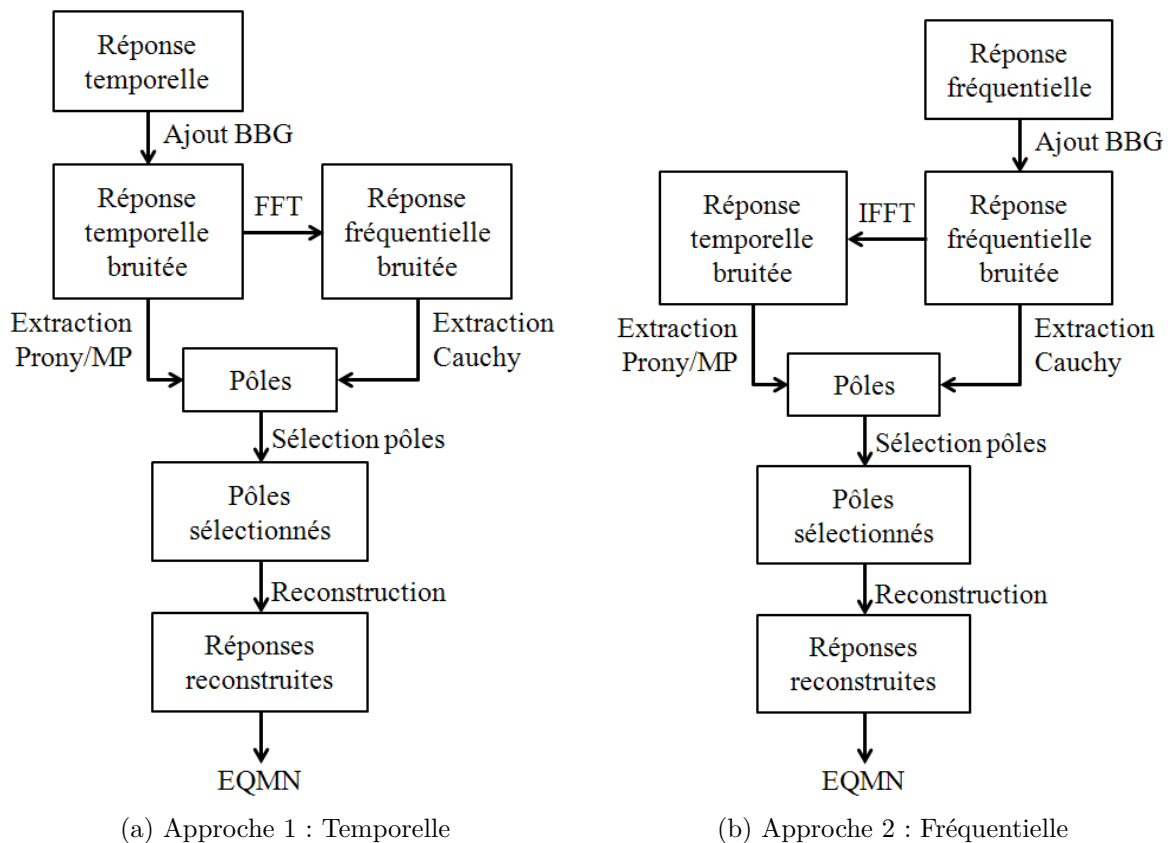 Réponse
temporelle
Ajout BBG
Réponse
temporelle
bruitée
FFT
Réponse
fréquentielle
bruitée
Extraction
Prony/MP
Extraction
Cauchy
Pôles
Sélection pôles
Pôles
sélectionnés
Reconstruction
Réponses
reconstruites
EQMN
(a) Approche 1 : Temporelle
Réponse
fréquentielle
Ajout BBG
Réponse
temporelle
bruitée
IFFT
Réponse
fréquentielle
bruitée
Extraction
Prony/MP
Extraction
Cauchy
Pôles
Sélection pôles
Pôles
sélectionnés
Reconstruction
Réponses
reconstruites
EQMN
(b) Approche 2 : Fréquentielle